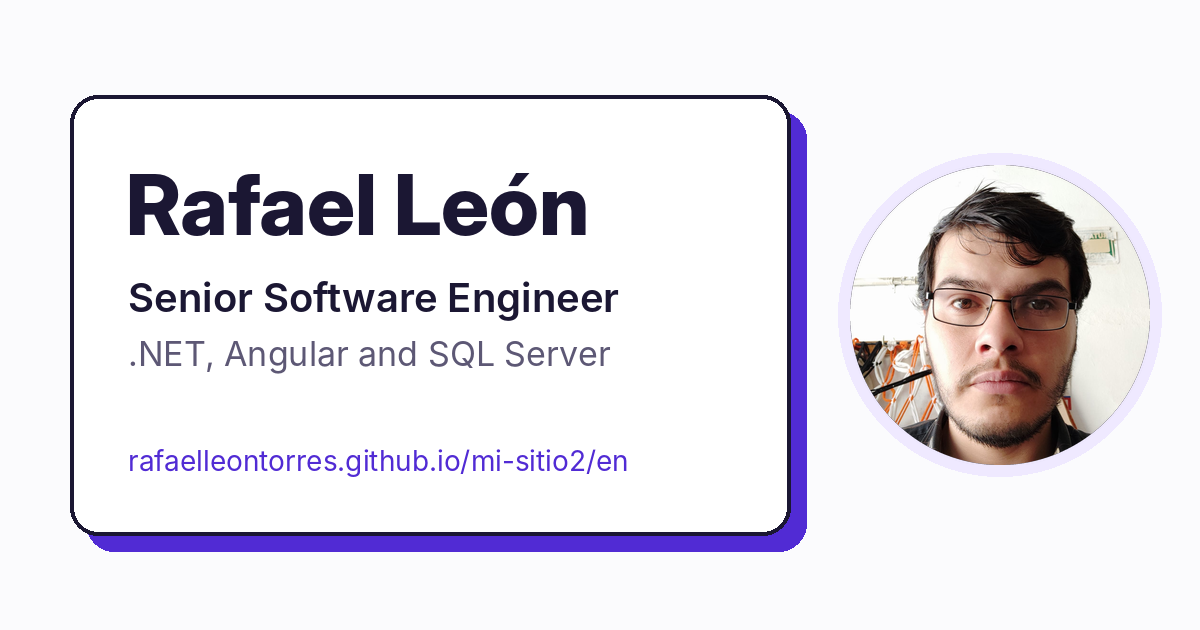 Rafael León
Senior Software Engineer
.NET, Angular and SQL Server
rafaelleontorres.github.io/mi-sitio2/en